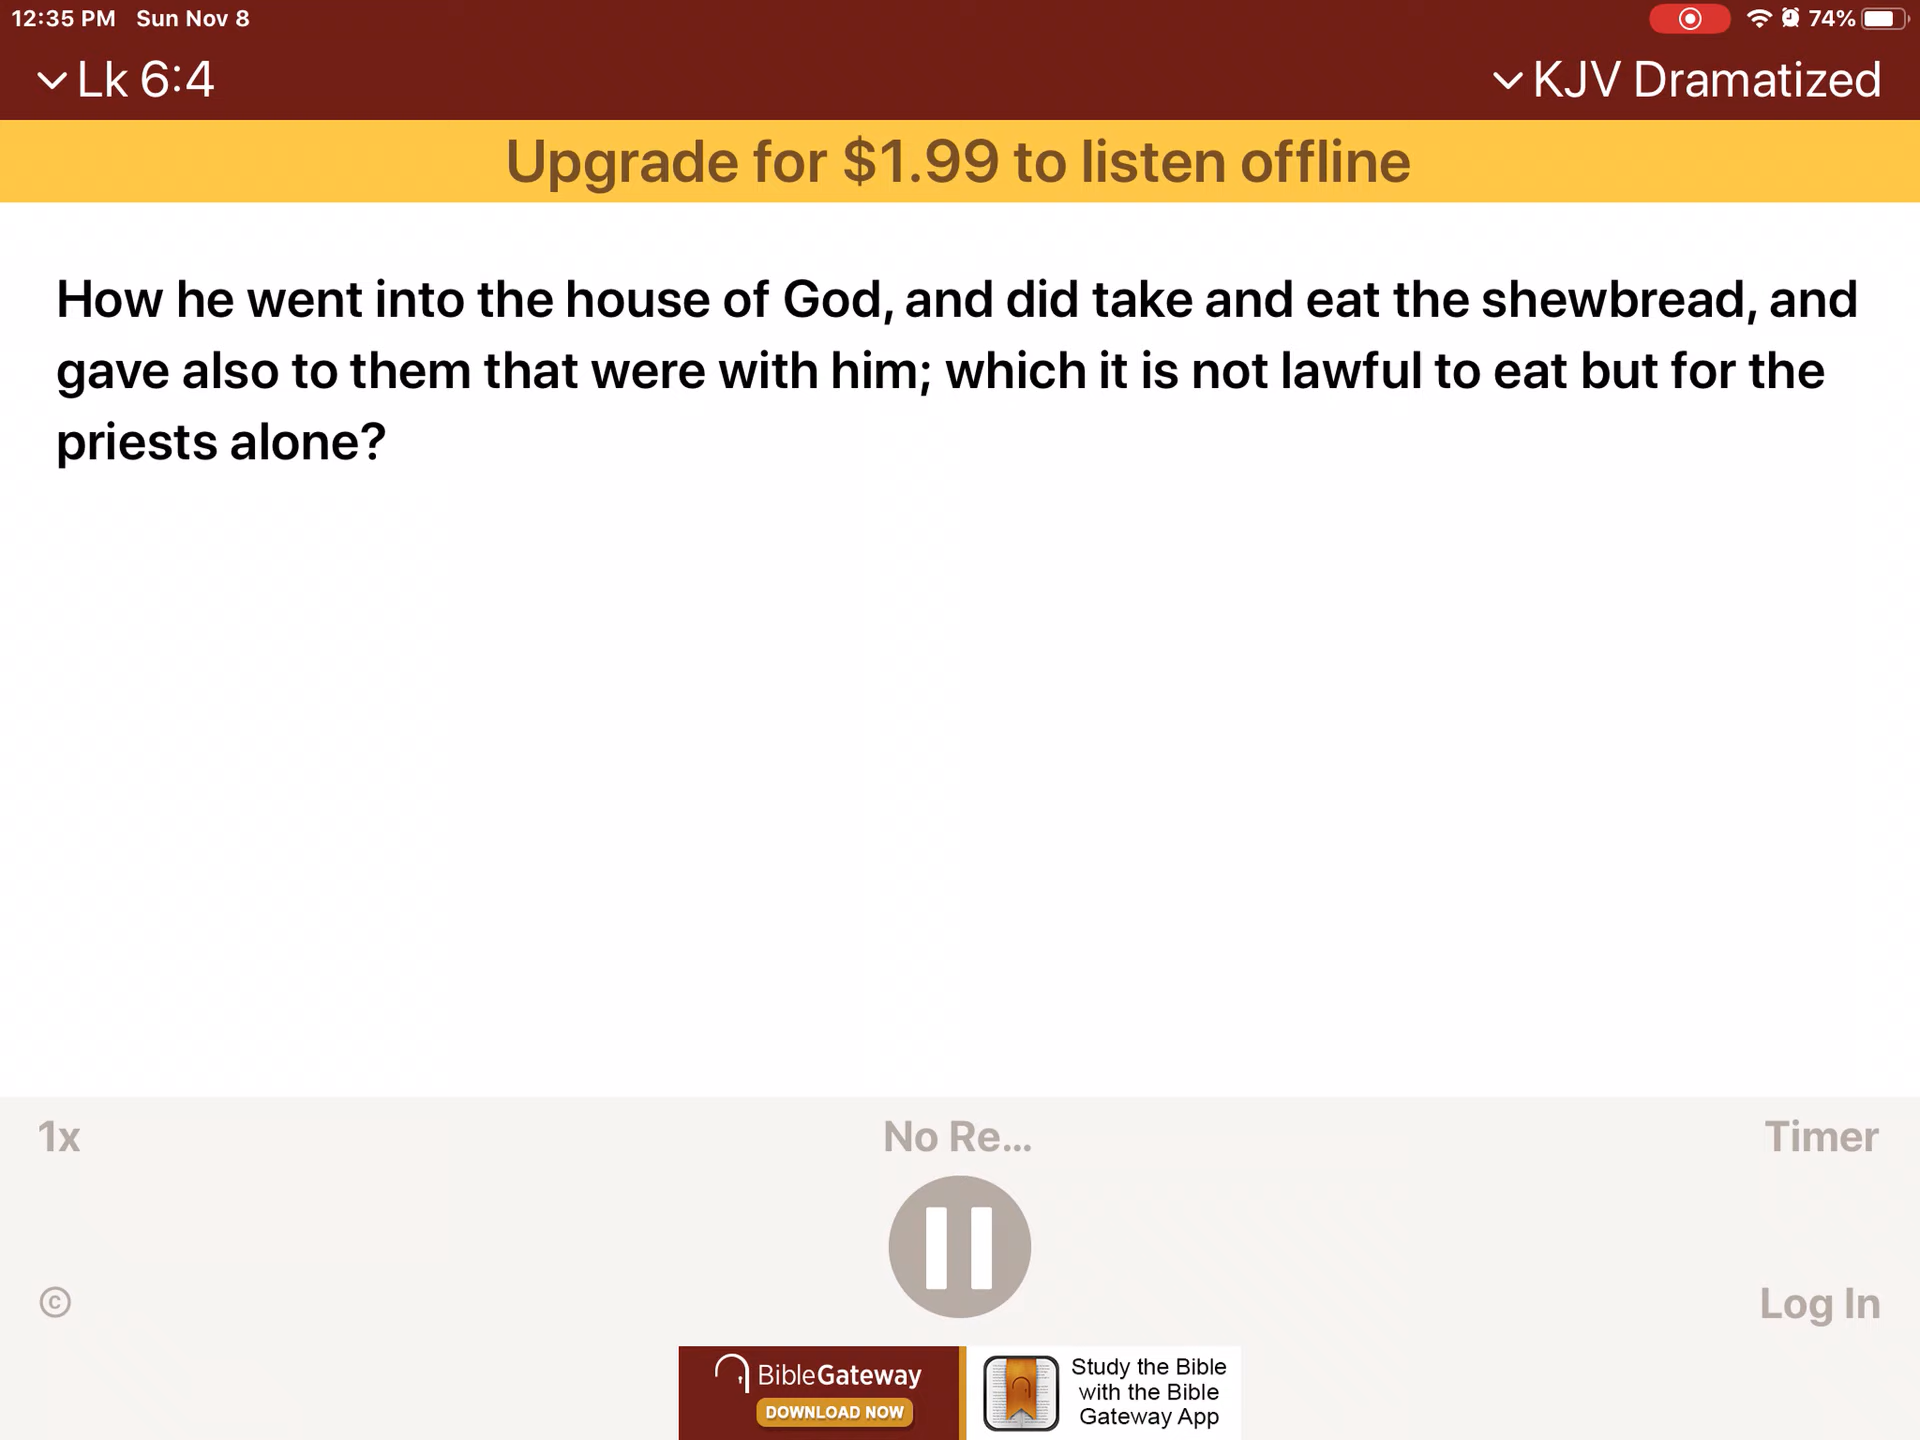 12:35 PM Sun Nov 8 74%
Lk 6:4 KJV Dramatized
Upgrade for $1.99 to listen offline
How he went into the house of God, and did take and eat the shewbread, and
gave also to them that were with him; which it is not lawful to eat but for the
priests alone?
1x No Re... Timer
© Log In
BibleGateway
DOWNLOAD NOW
Study the Bible
with the Bible
Gateway App